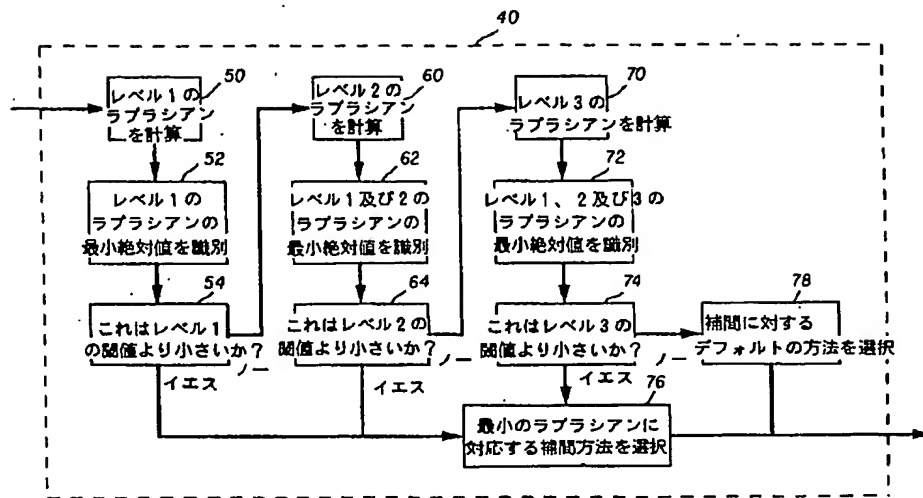 40
50
レベル1の
ラプラシアン
を計算
52
レベル1の
ラプラシアンの
最小絶対値を識別
54
これはレベル1
の閾値より小さいか?
イエス
ノー
60
レベル2の
ラプラシアン
を計算
62
レベル1及び2の
ラプラシアンの
最小絶対値を識別
64
これはレベル2の
閾値より小さいか?
イエス
ノー
70
レベル3の
ラプラシアンを計算
72
レベル1、2及び3の
ラプラシアンの
最小絶対値を識別
74
これはレベル3の
閾値より小さいか?
イエス
ノー
76
最小のラプラシアンに
対応する補間方法を選択
78
補間に対する
デフォルトの方法を選択